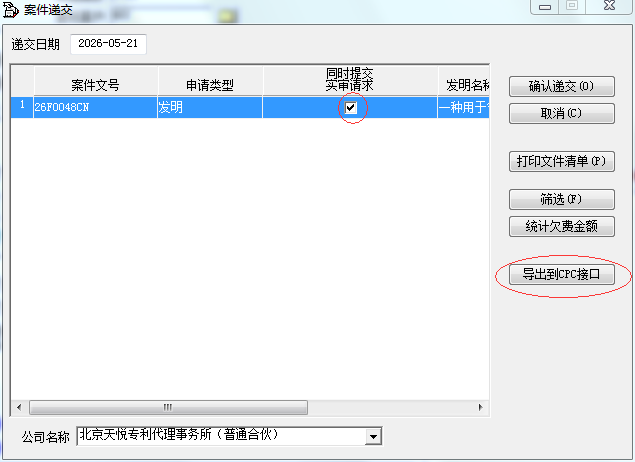 案件递交
递交日期 2026-05-21
案件文号 申请类型 同时提交 发明名称
实审请求
1 26F0048CN 发明 一种用于
确认递交(O)
取消(C)
打印文件清单(P)
筛选(F)
统计欠费金额
导出到CPC接口
公司名称 北京天悦专利代理事务所（普通合伙）